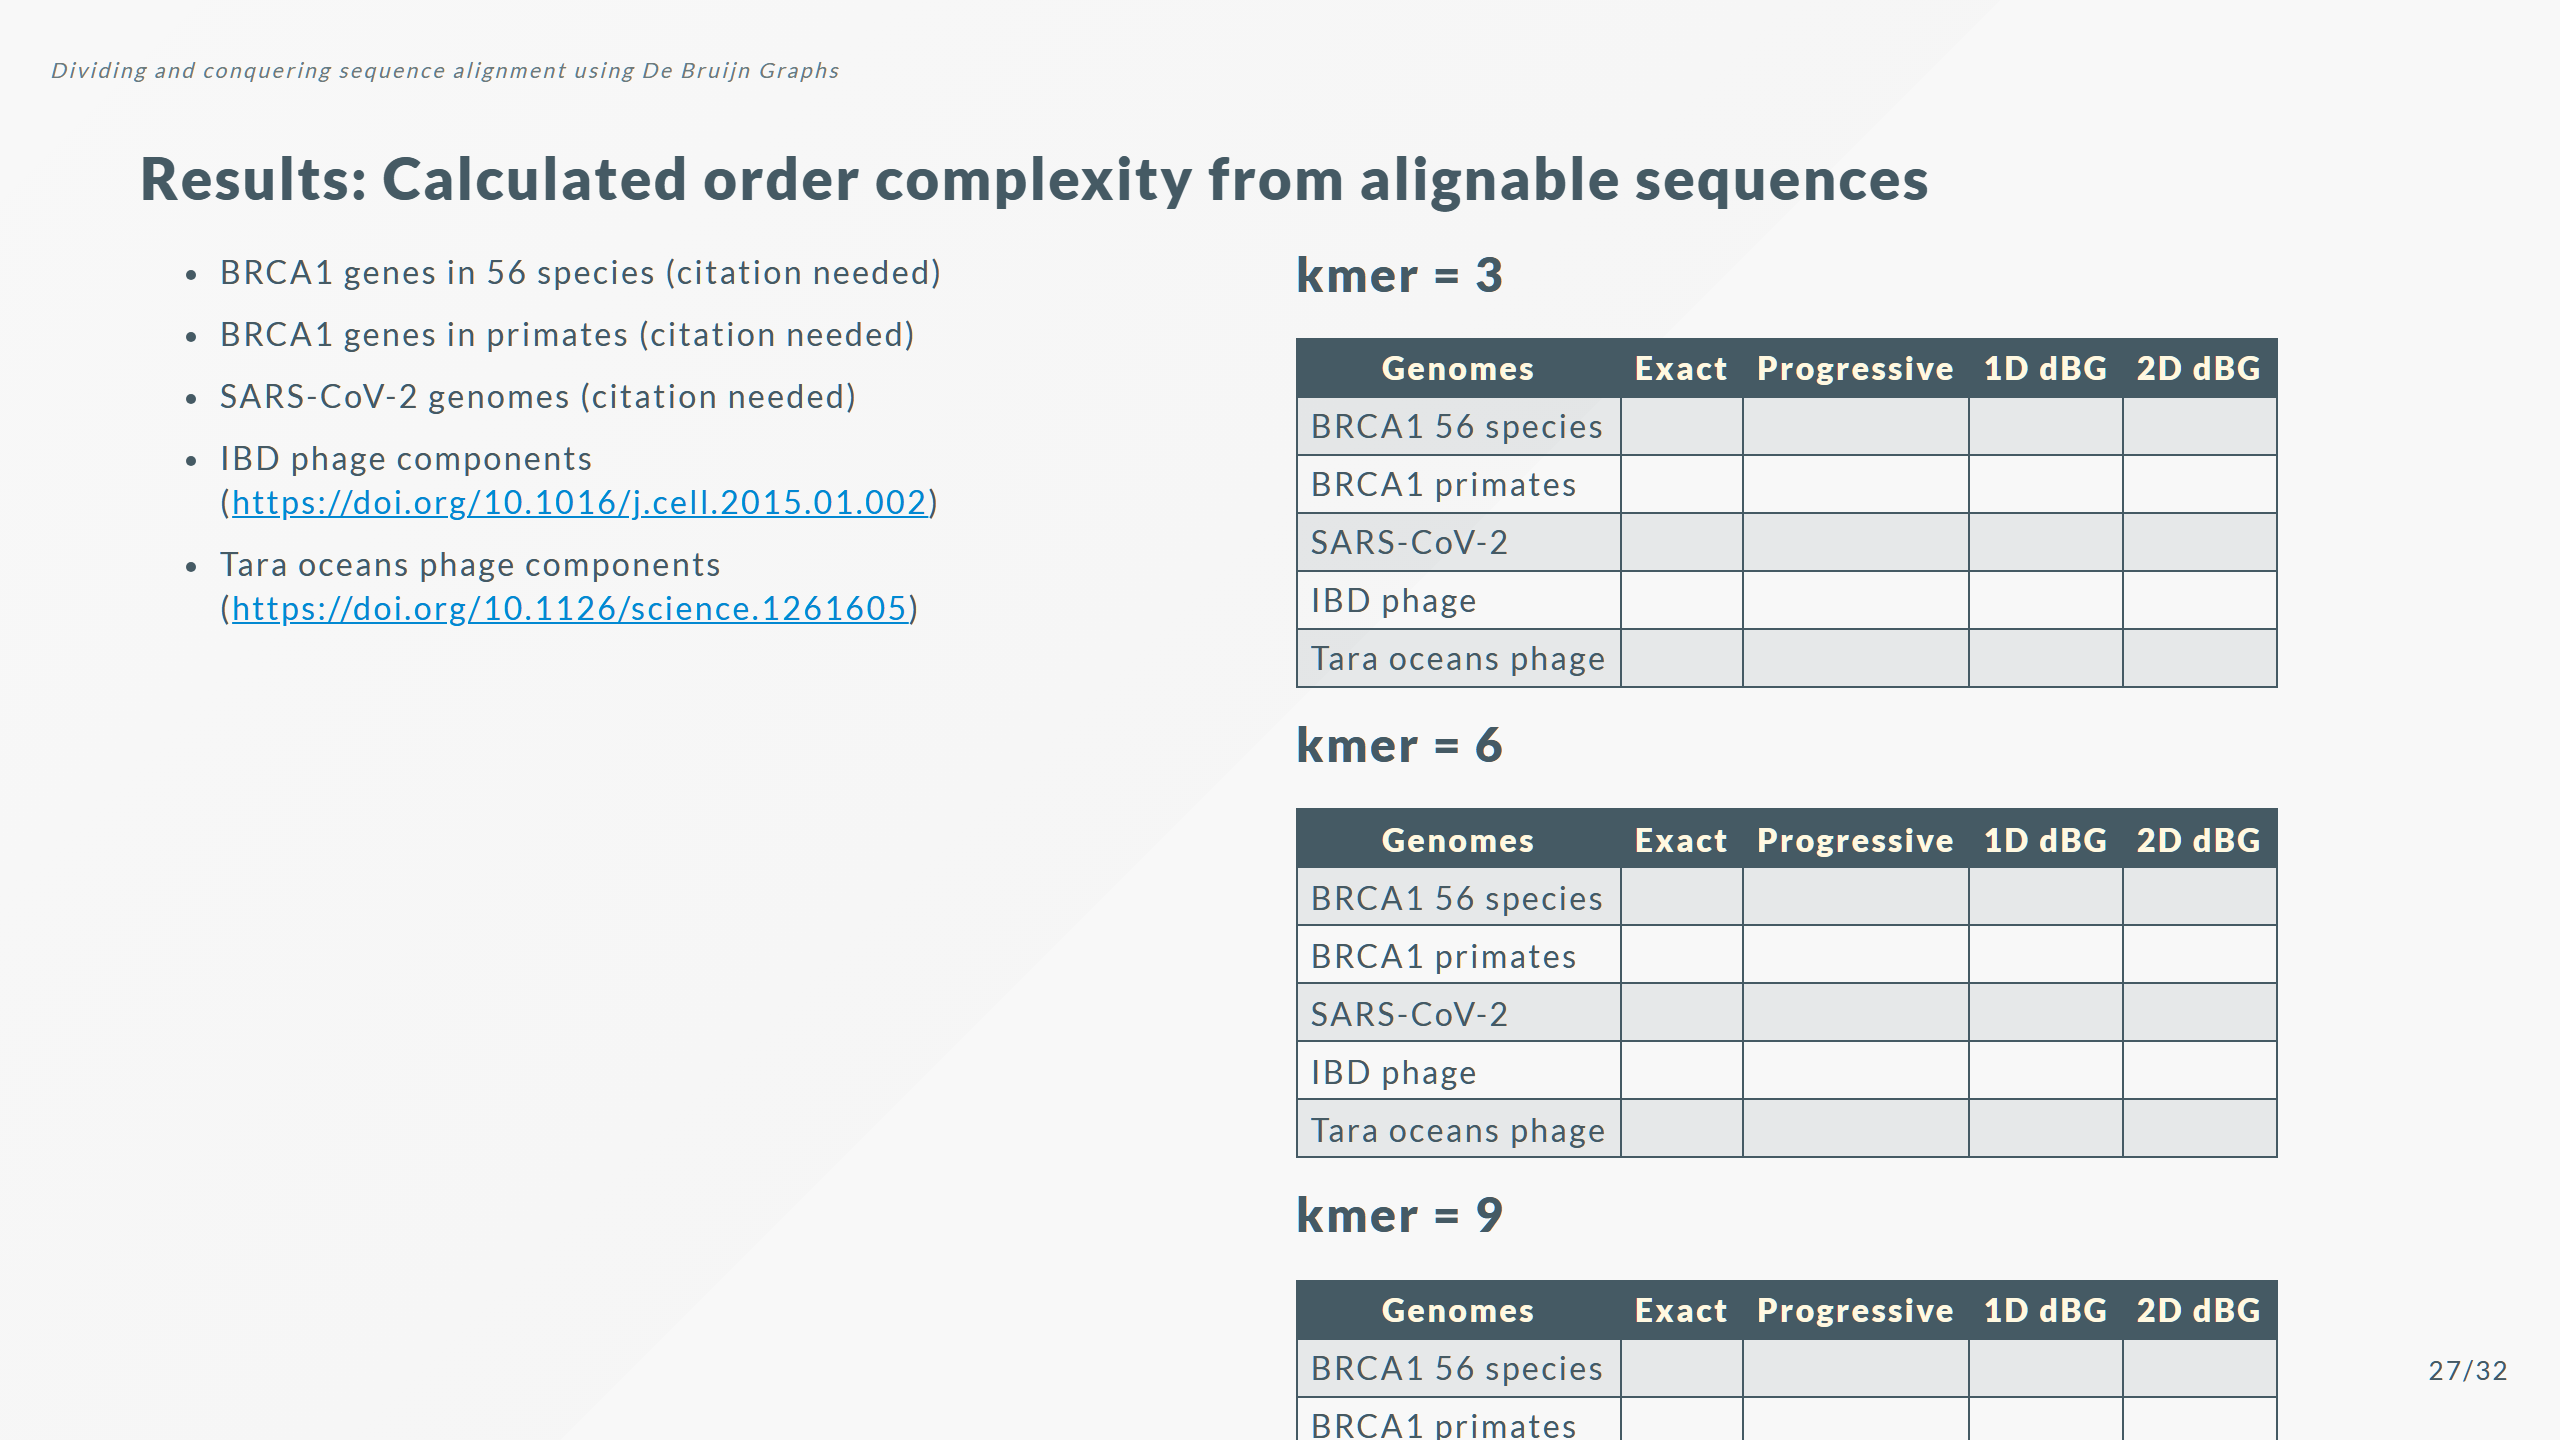 Dividing and conquering sequence alignment using De Bruijn Graphs
Results: Calculated order complexity from alignable sequences
• BRCA1 genes in 56 species (citation needed)
• BRCA1 genes in primates (citation needed)
• SARS-CoV-2 genomes (citation needed)
• IBD phage components
(https://doi.org/10.1016/j.cell.2015.01.002)
• Tara oceans phage components
(https://doi.org/10.1126/science.1261605)
kmer = 3
Genomes Exact Progressive 1D dBG 2D dBG
BRCA1 56 species
BRCA1 primates
SARS-CoV-2
IBD phage
Tara oceans phage
kmer = 6
Genomes Exact Progressive 1D dBG 2D dBG
BRCA1 56 species
BRCA1 primates
SARS-CoV-2
IBD phage
Tara oceans phage
kmer = 9
Genomes Exact Progressive 1D dBG 2D dBG
BRCA1 56 species
BRCA1 primates
27/32